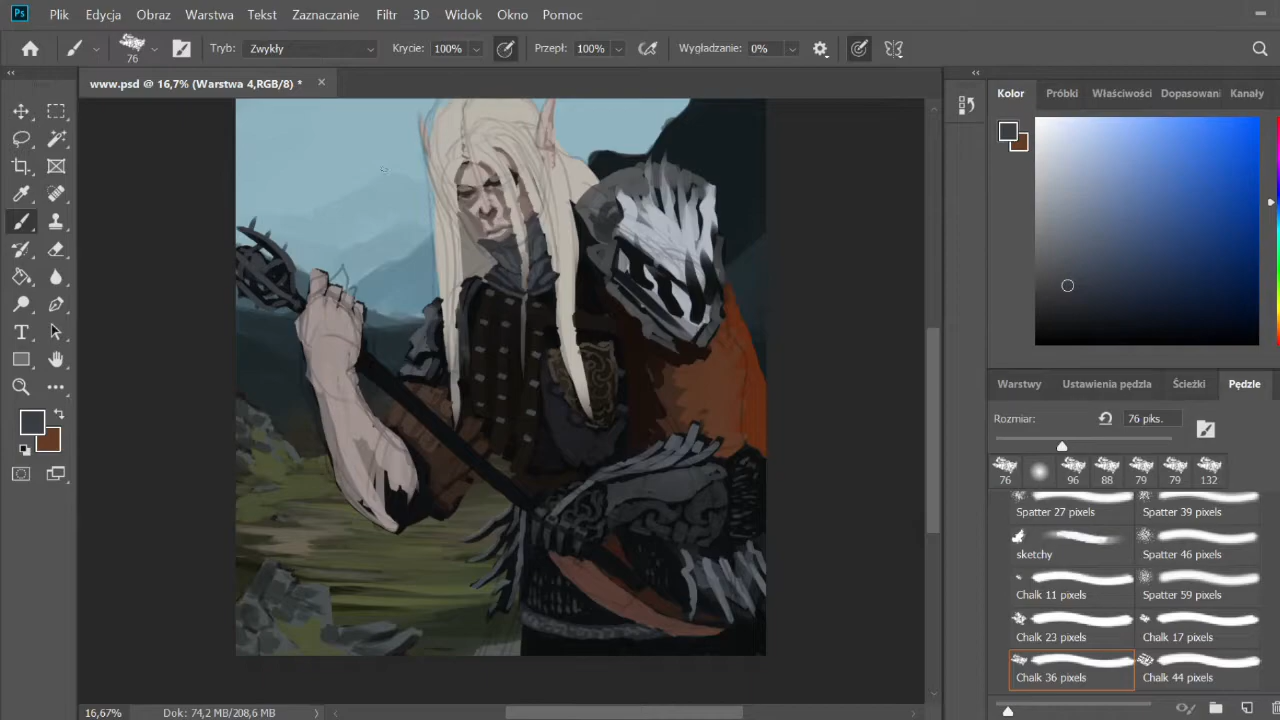 Ps Plik Edycja Obraz Warstwa Tekst Zaznaczanie Filtr 3D Widok Okno Pomoc
76 Tryb: Zwykły Krycie: 100% Przepł: 100% Wygładzanie: 0%
www.psd @ 16,7% (Warstwa 4,RGB/8) *
Kolor Próbki Właściwości Dopasowani Kanały
Warstwy Ustawienia pędzla Ścieżki Pędzle
Rozmiar: 76 piks.
76 96 88 79 79 132
Spatter 27 pixels Spatter 39 pixels
sketchy Spatter 46 pixels
Chalk 11 pixels Spatter 59 pixels
Chalk 23 pixels Chalk 17 pixels
Chalk 36 pixels Chalk 44 pixels
16,67% Dok: 74,2 MB/208,6 MB